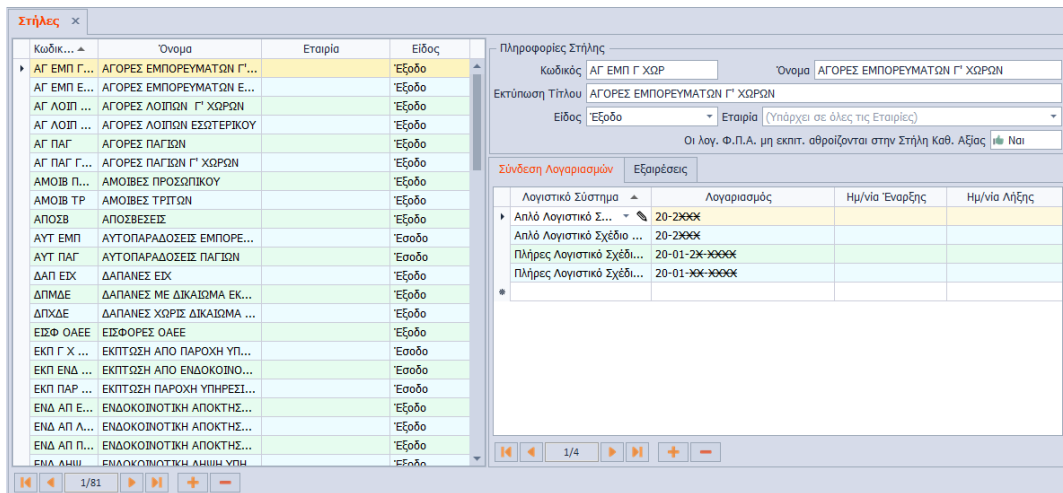 Στήλες ×
Κωδικ... Όνομα Εταιρία Είδος
ΑΓ ΕΜΠ Γ... ΑΓΟΡΕΣ ΕΜΠΟΡΕΥΜΑΤΩΝ Γ'... Έξοδο
ΑΓ ΕΜΠ Ε... ΑΓΟΡΕΣ ΕΜΠΟΡΕΥΜΑΤΩΝ Ε... Έξοδο
ΑΓ ΛΟΙΠ ... ΑΓΟΡΕΣ ΛΟΙΠΩΝ Γ' ΧΩΡΩΝ Έξοδο
ΑΓ ΛΟΙΠ ... ΑΓΟΡΕΣ ΛΟΙΠΩΝ ΕΣΩΤΕΡΙΚΟΥ Έξοδο
ΑΓ ΠΑΓ ΑΓΟΡΕΣ ΠΑΓΙΩΝ Έξοδο
ΑΓ ΠΑΓ Γ... ΑΓΟΡΕΣ ΠΑΓΙΩΝ Γ' ΧΩΡΩΝ Έξοδο
ΑΜΟΙΒ Π... ΑΜΟΙΒΕΣ ΠΡΟΣΩΠΙΚΟΥ Έξοδο
ΑΜΟΙΒ ΤΡ ΑΜΟΙΒΕΣ ΤΡΙΤΩΝ Έξοδο
ΑΠΟΣΒ ΑΠΟΣΒΕΣΕΙΣ Έξοδο
ΑΥΤ ΕΜΠ ΑΥΤΟΠΑΡΑΔΟΣΕΙΣ ΕΜΠΟΡΕ... Έσοδο
ΑΥΤ ΠΑΓ ΑΥΤΟΠΑΡΑΔΟΣΕΙΣ ΠΑΓΙΩΝ Έσοδο
ΔΑΠ ΕΙΧ ΔΑΠΑΝΕΣ ΕΙΧ Έξοδο
ΔΠΜΔΕ ΔΑΠΑΝΕΣ ΜΕ ΔΙΚΑΙΩΜΑ ΕΚ... Έξοδο
ΔΠΧΔΕ ΔΑΠΑΝΕΣ ΧΩΡΙΣ ΔΙΚΑΙΩΜΑ ... Έξοδο
ΕΙΣΦ ΟΑΕΕ ΕΙΣΦΟΡΕΣ ΟΑΕΕ Έξοδο
ΕΚΠ Γ Χ ... ΕΚΠΤΩΣΗ ΑΠΟ ΠΑΡΟΧΗ ΥΠ... Έσοδο
ΕΚΠ ΕΝΔ ... ΕΚΠΤΩΣΗ ΑΠΟ ΕΝΔΟΚΟΙΝΟ... Έσοδο
ΕΚΠ ΠΑΡ ... ΕΚΠΤΩΣΗ ΠΑΡΟΧΗ ΥΠΗΡΕΣΙ... Έσοδο
ΕΝΔ ΑΠ Ε... ΕΝΔΟΚΟΙΝΟΤΙΚΗ ΑΠΟΚΤΗΣ... Έξοδο
ΕΝΔ ΑΠ Λ... ΕΝΔΟΚΟΙΝΟΤΙΚΗ ΑΠΟΚΤΗΣ... Έξοδο
ΕΝΔ ΑΠ Π... ΕΝΔΟΚΟΙΝΟΤΙΚΗ ΑΠΟΚΤΗΣ... Έξοδο
ΕΝΔ ΛΗΨ... ΕΝΔΟΚΟΙΝΟΤΙΚΗ ΛΗΨΗ ΥΠΗ... Έξοδο
1/81
Πληροφορίες Στήλης
Κωδικός ΑΓ ΕΜΠ Γ ΧΩΡ Όνομα ΑΓΟΡΕΣ ΕΜΠΟΡΕΥΜΑΤΩΝ Γ' ΧΩΡΩΝ
Εκτύπωση Τίτλου ΑΓΟΡΕΣ ΕΜΠΟΡΕΥΜΑΤΩΝ Γ' ΧΩΡΩΝ
Είδος Έξοδο Εταιρία (Υπάρχει σε όλες τις Εταιρίες)
Οι λογ. Φ.Π.Α. μη εκπιτ. αθροίζονται στην Στήλη Καθ. Αξίας Ναι
Σύνδεση Λογαριασμών Εξαιρέσεις
Λογιστικό Σύστημα Λογαριασμός Ημ/νία Έναρξης Ημ/νία Λήξης
Απλό Λογιστικό Σ... 20-2XXX
Απλό Λογιστικό Σχέδιο ... 20-2XXX
Πλήρες Λογιστικό Σχέδι... 20-01-2X-XXXX
Πλήρες Λογιστικό Σχέδι... 20-01-XX-XXXX
1/4